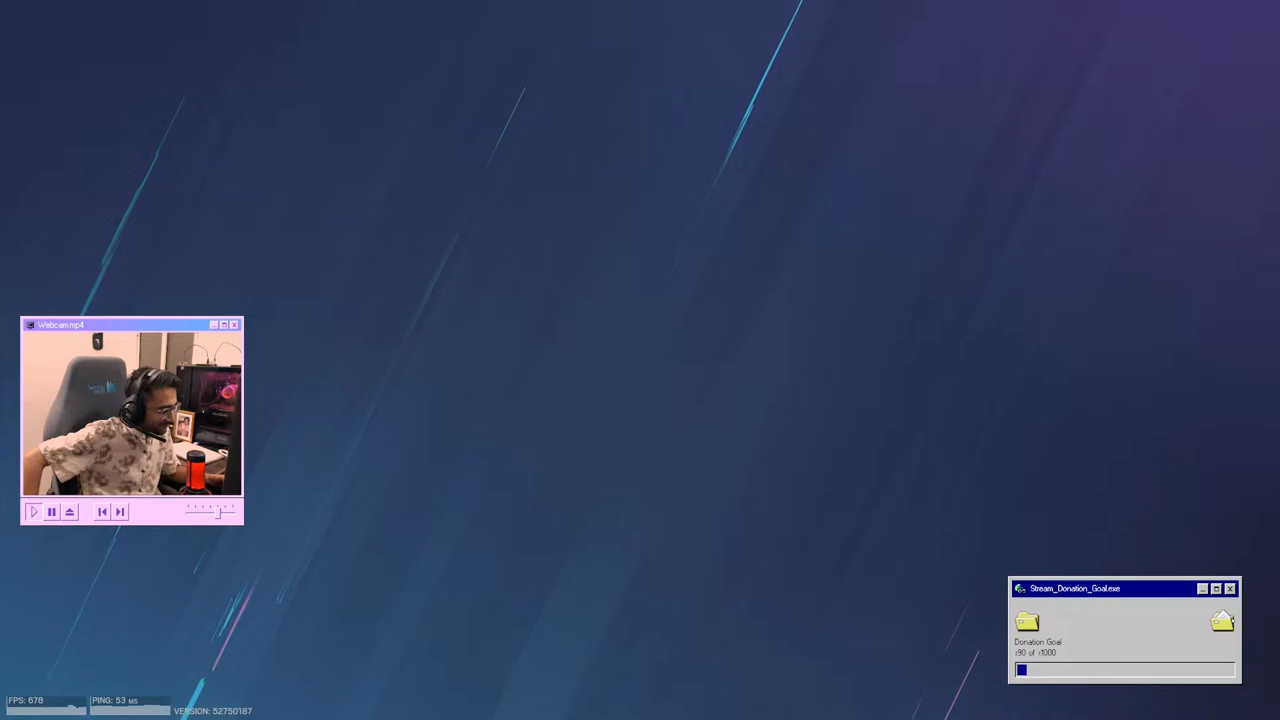 Webcam.mp4
Stream_Donation_Goal.exe
Donation Goal
FPS: 678
PING: 53 MS
VERSION: 52750187